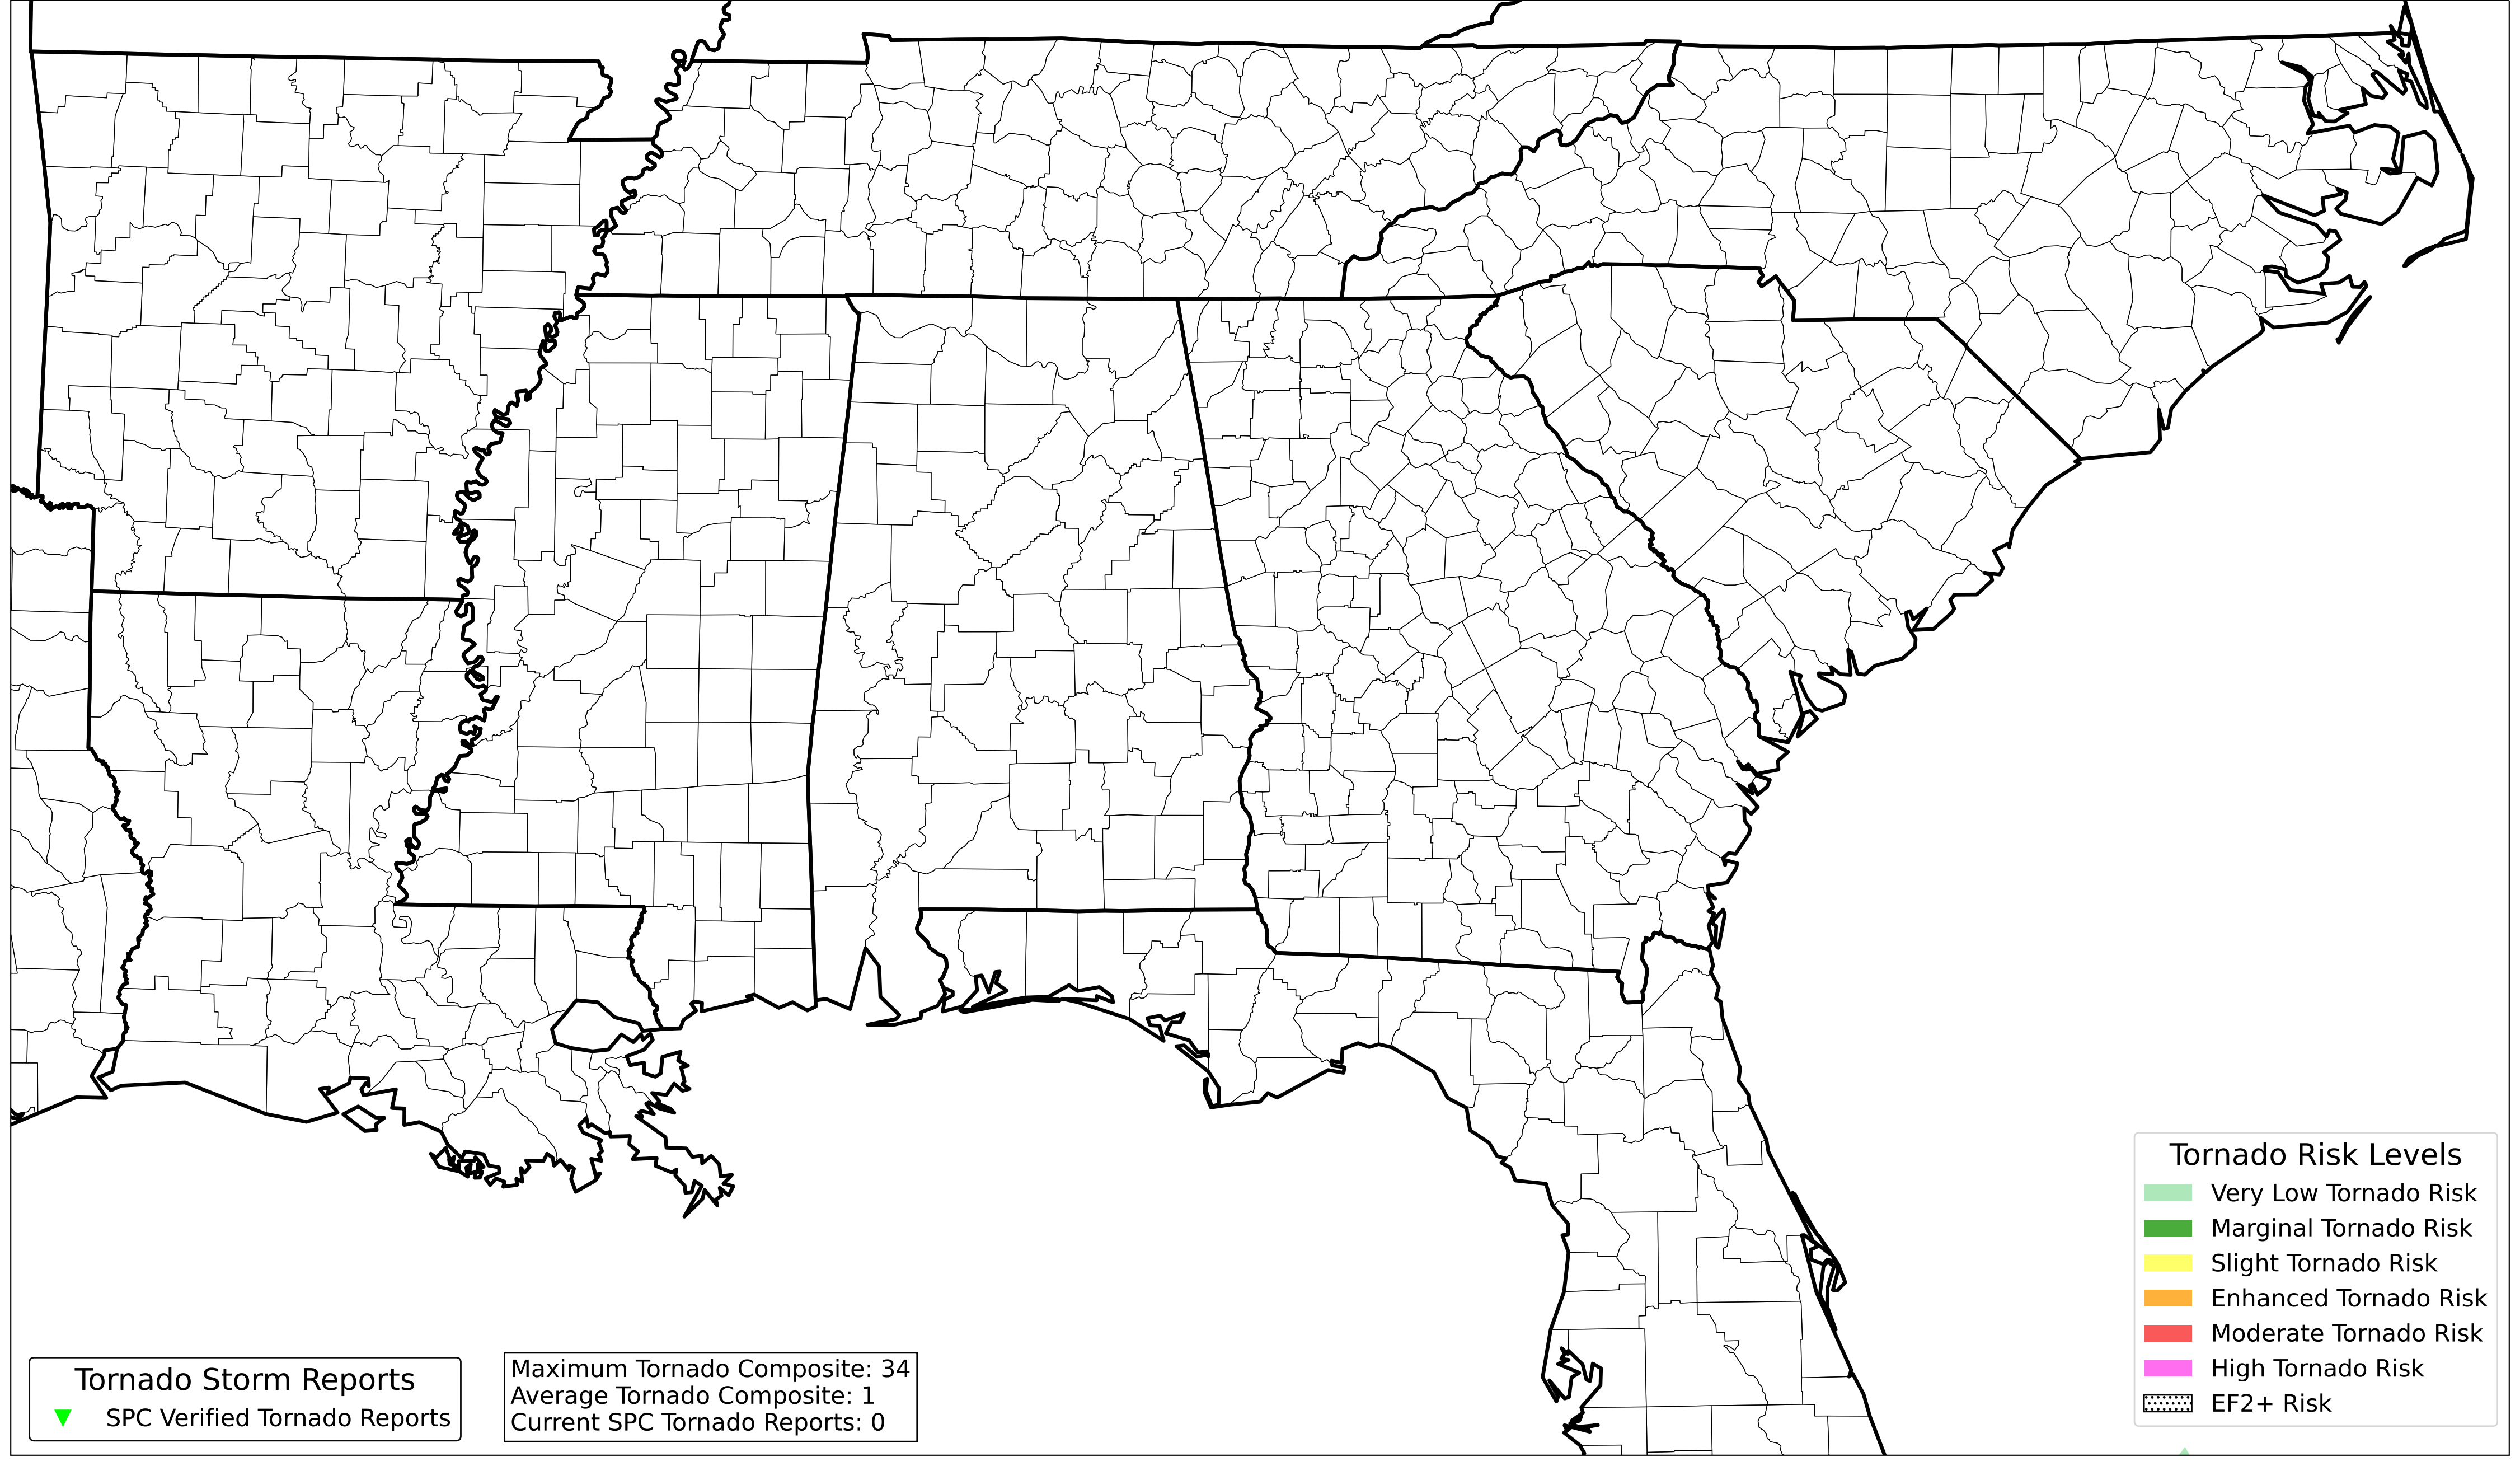 Tornado Risk Levels
Very Low Tornado Risk
Marginal Tornado Risk
Slight Tornado Risk
Enhanced Tornado Risk
Moderate Tornado Risk
High Tornado Risk
EF2+ Risk
Tornado Storm Reports
SPC Verified Tornado Reports
Maximum Tornado Composite: 34
Average Tornado Composite: 1
Current SPC Tornado Reports: 0